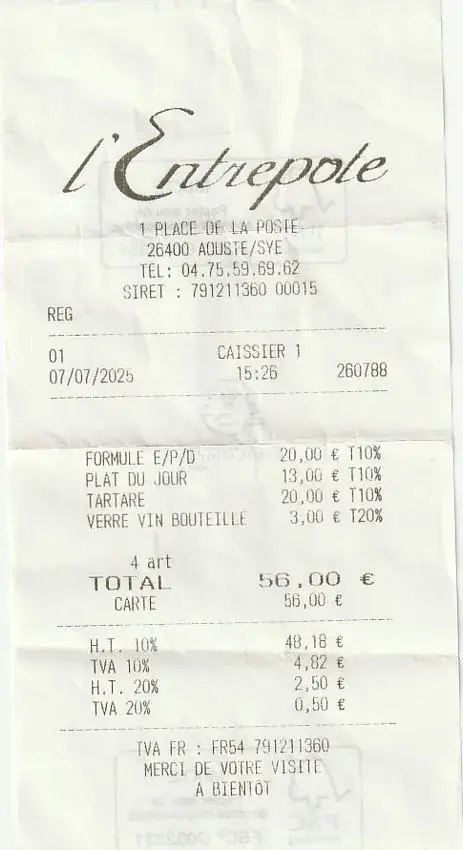 l'Entrepote
1 PLACE DE LA POSTE
26400 AOUSTE/SYE
TEL: 04.75.59.69.62
SIRET : 791211360 00015
REG
01 CAISSIER 1
07/07/2025 15:26 260788
FORMULE E/P/D 20,00 € T10%
PLAT DU JOUR 13,00 € T10%
TARTARE 20,00 € T10%
VERRE VIN BOUTEILLE 3,00 € T20%
4 art
TOTAL 56,00 €
CARTE 56,00 €
H.T. 10% 48,18 €
TVA 10% 4,82 €
H.T. 20% 2,50 €
TVA 20% 0,50 €
TVA FR : FR54 791211360
MERCI DE VOTRE VISITE
A BIENTÔT